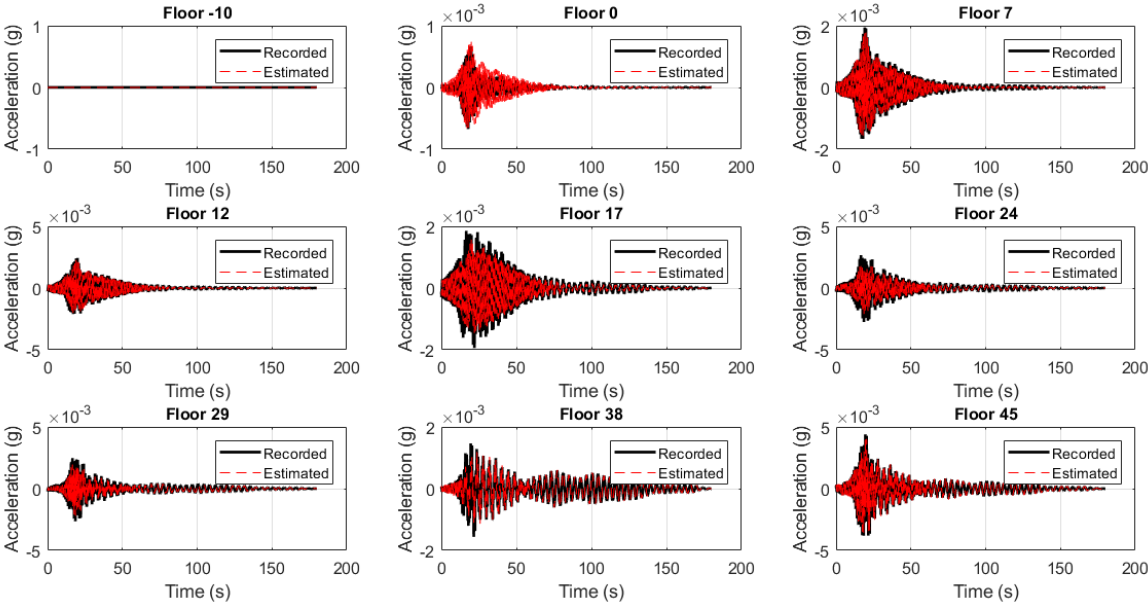 Floor -10
Acceleration (g)
1
0
-1
0 50 100 150 200
Time (s)
Recorded
Estimated
Floor 0
×10-3
Acceleration (g)
1
0
-1
0 50 100 150 200
Time (s)
Recorded
Estimated
Floor 7
×10-3
Acceleration (g)
2
0
-2
0 50 100 150 200
Time (s)
Recorded
Estimated
Floor 12
×10-3
Acceleration (g)
5
0
-5
0 50 100 150 200
Time (s)
Recorded
Estimated
Floor 17
×10-3
Acceleration (g)
2
0
-2
0 50 100 150 200
Time (s)
Recorded
Estimated
Floor 24
×10-3
Acceleration (g)
5
0
-5
0 50 100 150 200
Time (s)
Recorded
Estimated
Floor 29
×10-3
Acceleration (g)
5
0
-5
0 50 100 150 200
Time (s)
Recorded
Estimated
Floor 38
×10-3
Acceleration (g)
2
0
-2
0 50 100 150 200
Time (s)
Recorded
Estimated
Floor 45
×10-3
Acceleration (g)
5
0
-5
0 50 100 150 200
Time (s)
Recorded
Estimated